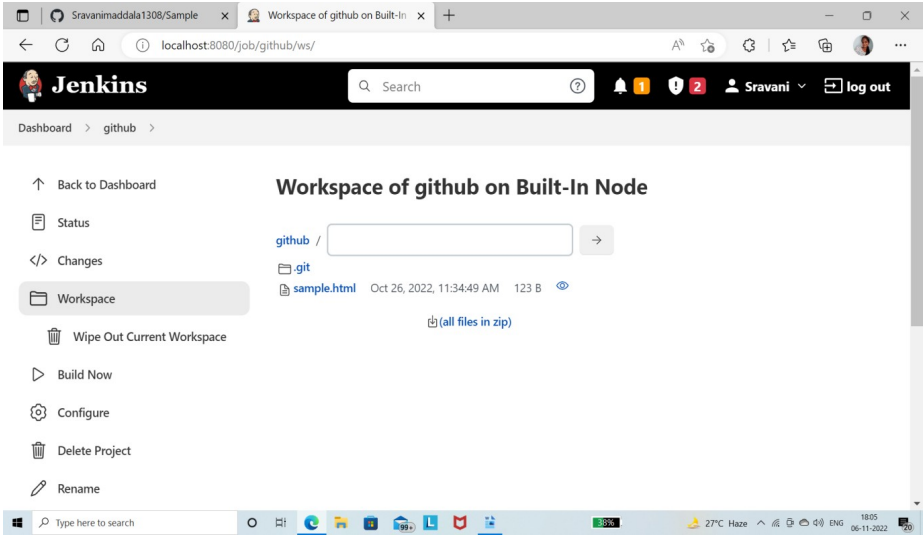 Sravanimaddala1308/Sample
Workspace of github on Built-In
localhost:8080/job/github/ws/
Jenkins
Search
1
2
Sravani
log out
Dashboard > github >
Back to Dashboard
Status
Changes
Workspace
Wipe Out Current Workspace
Build Now
Configure
Delete Project
Rename
Workspace of github on Built-In Node
github /
.git
sample.html Oct 26, 2022, 11:34:49 AM 123 B
(all files in zip)
Type here to search
99+
L
38%
27°C Haze
ENG
18:05
06-11-2022
20